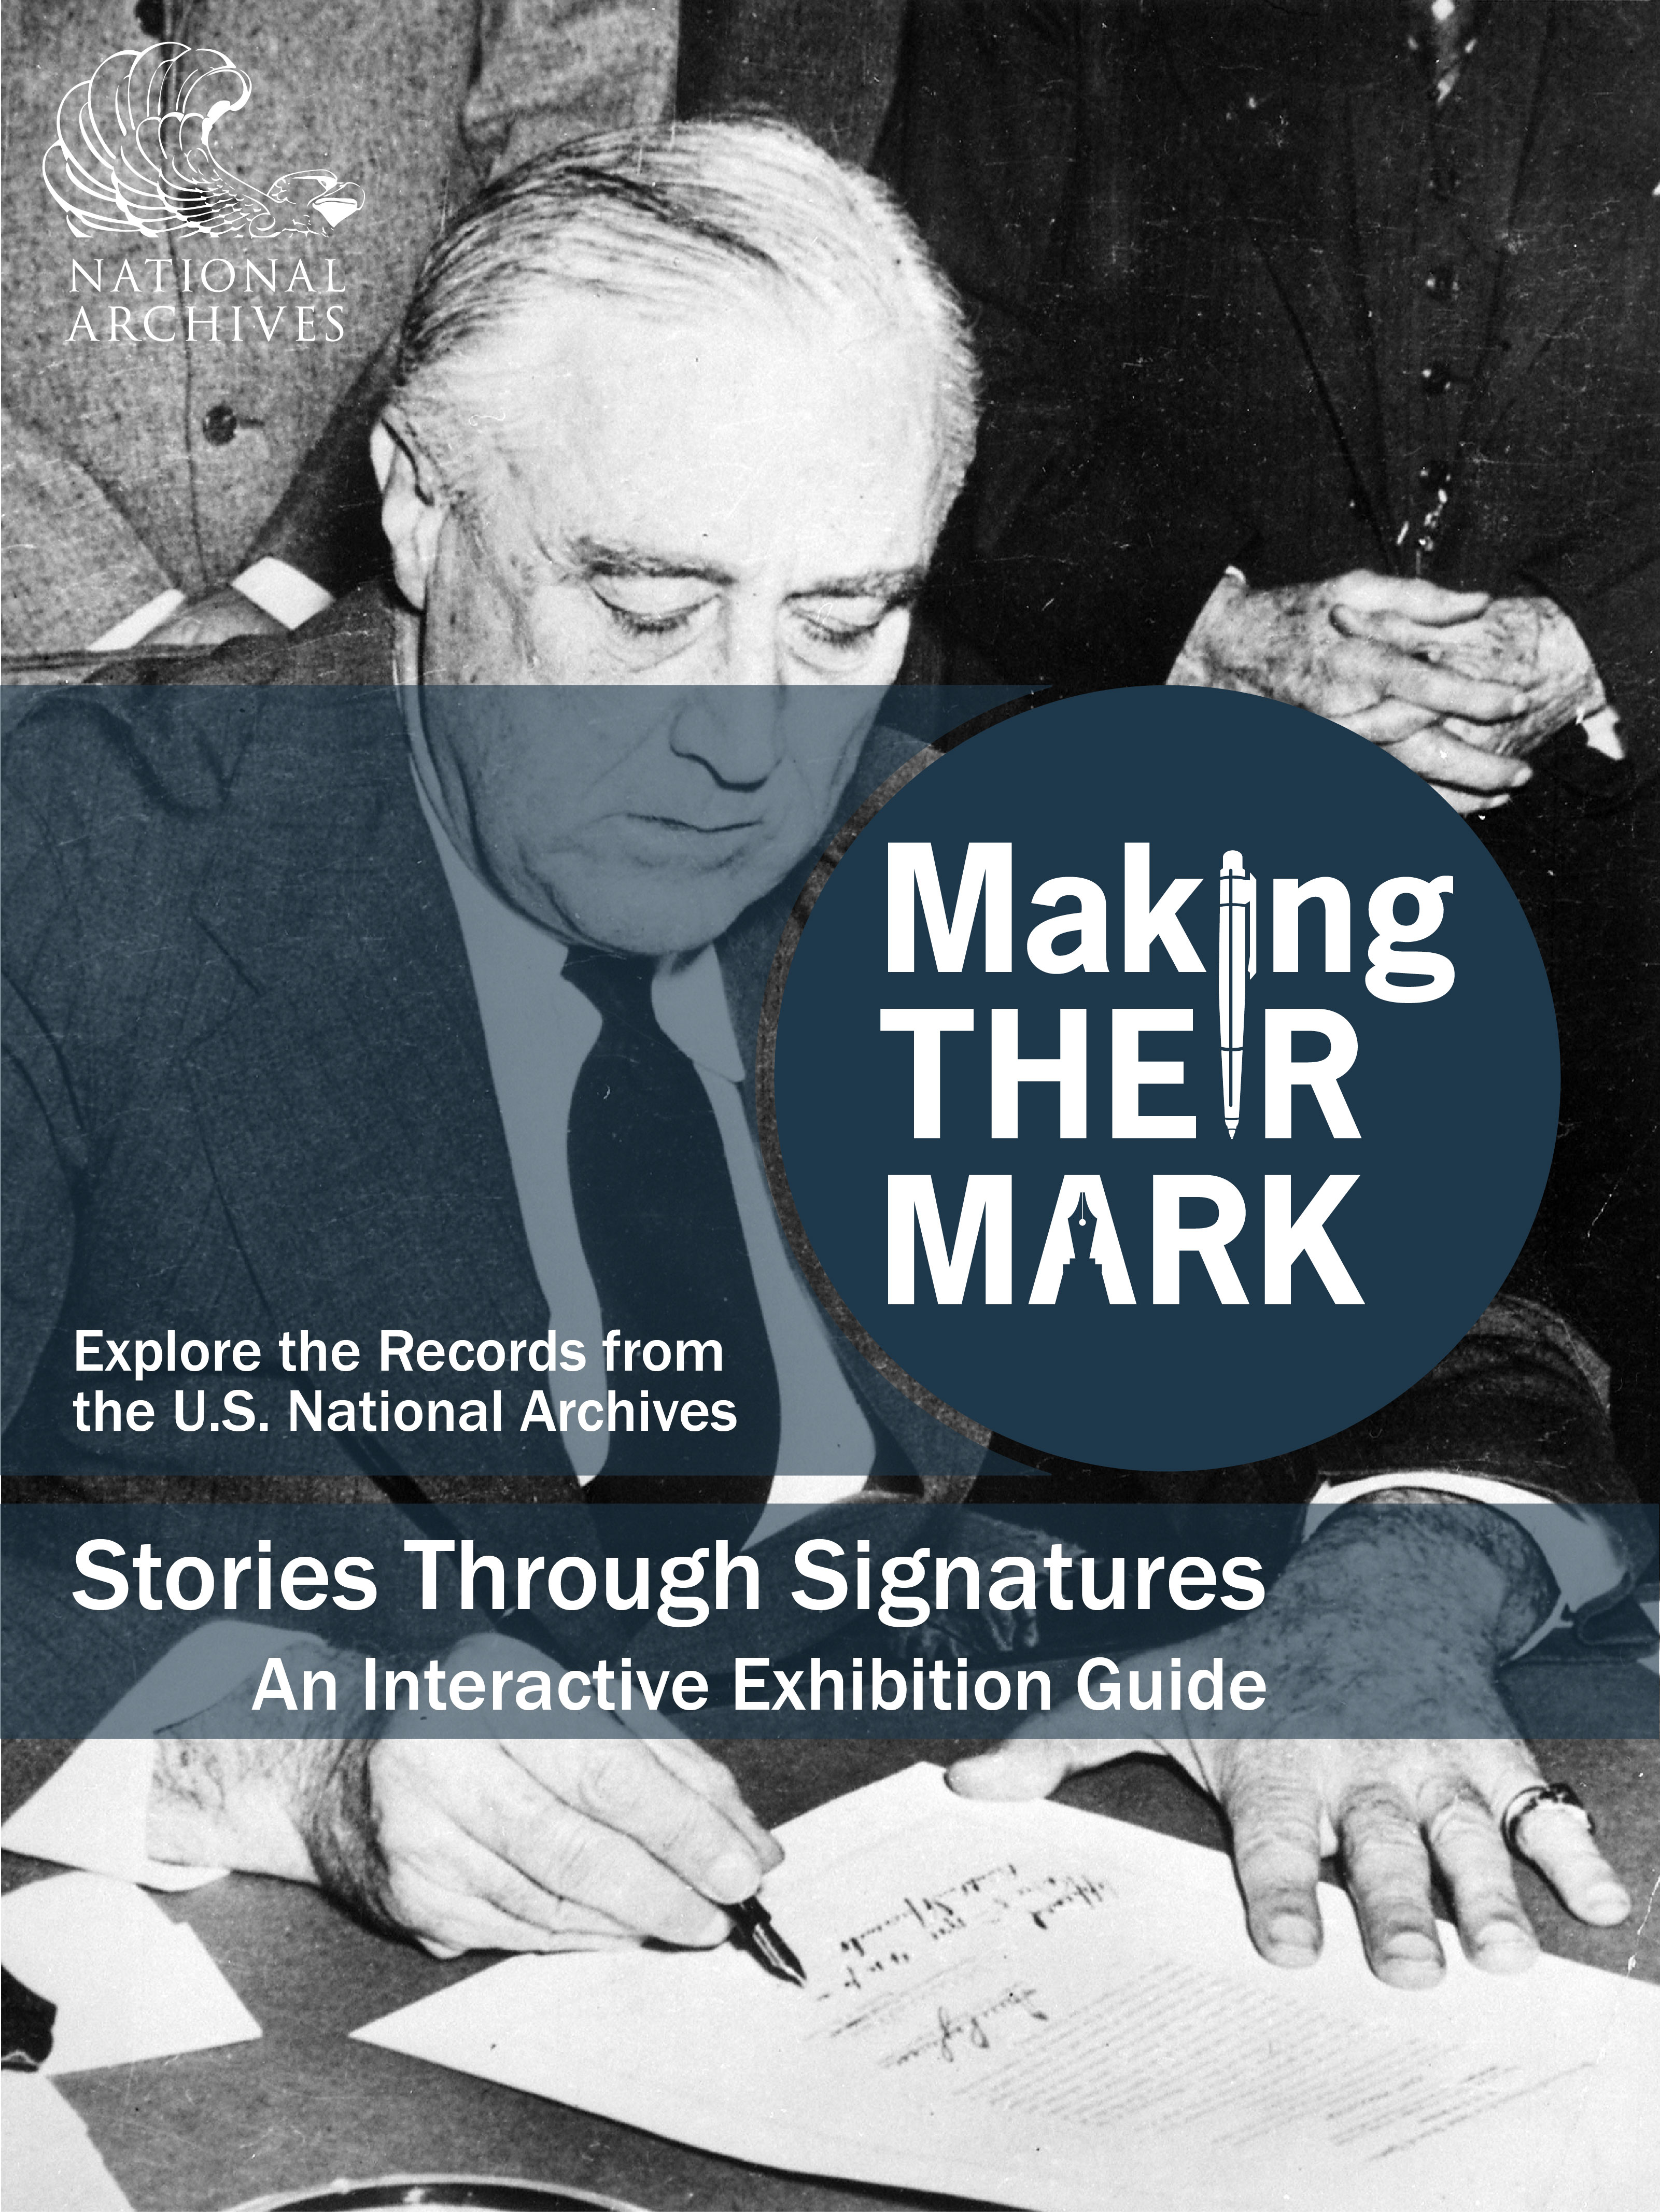 NATIONAL
ARCHIVES
Making
THEIR
MARK
Explore the Records from
the U.S. National Archives
Stories Through Signatures
An Interactive Exhibition Guide